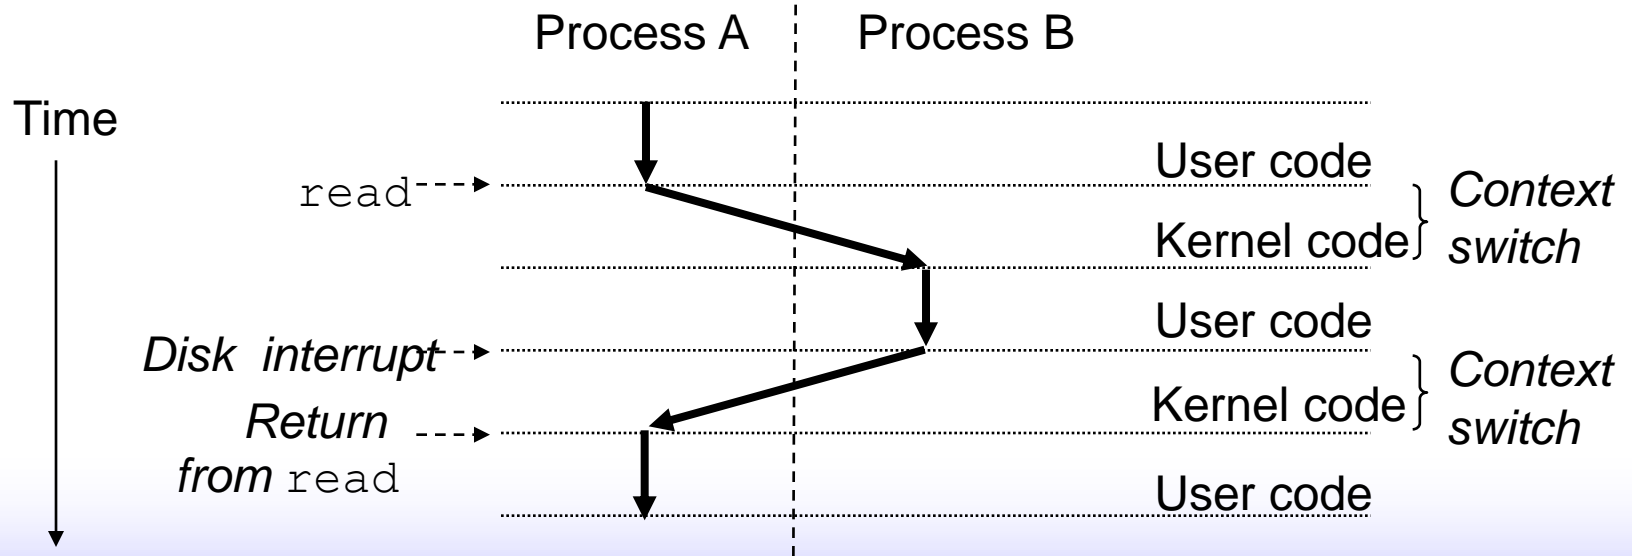 Process A Process B
Time
User code
read
Context
switch
Kernel code
User code
Disk interrupt
Context
switch
Kernel code
Return
from read
User code